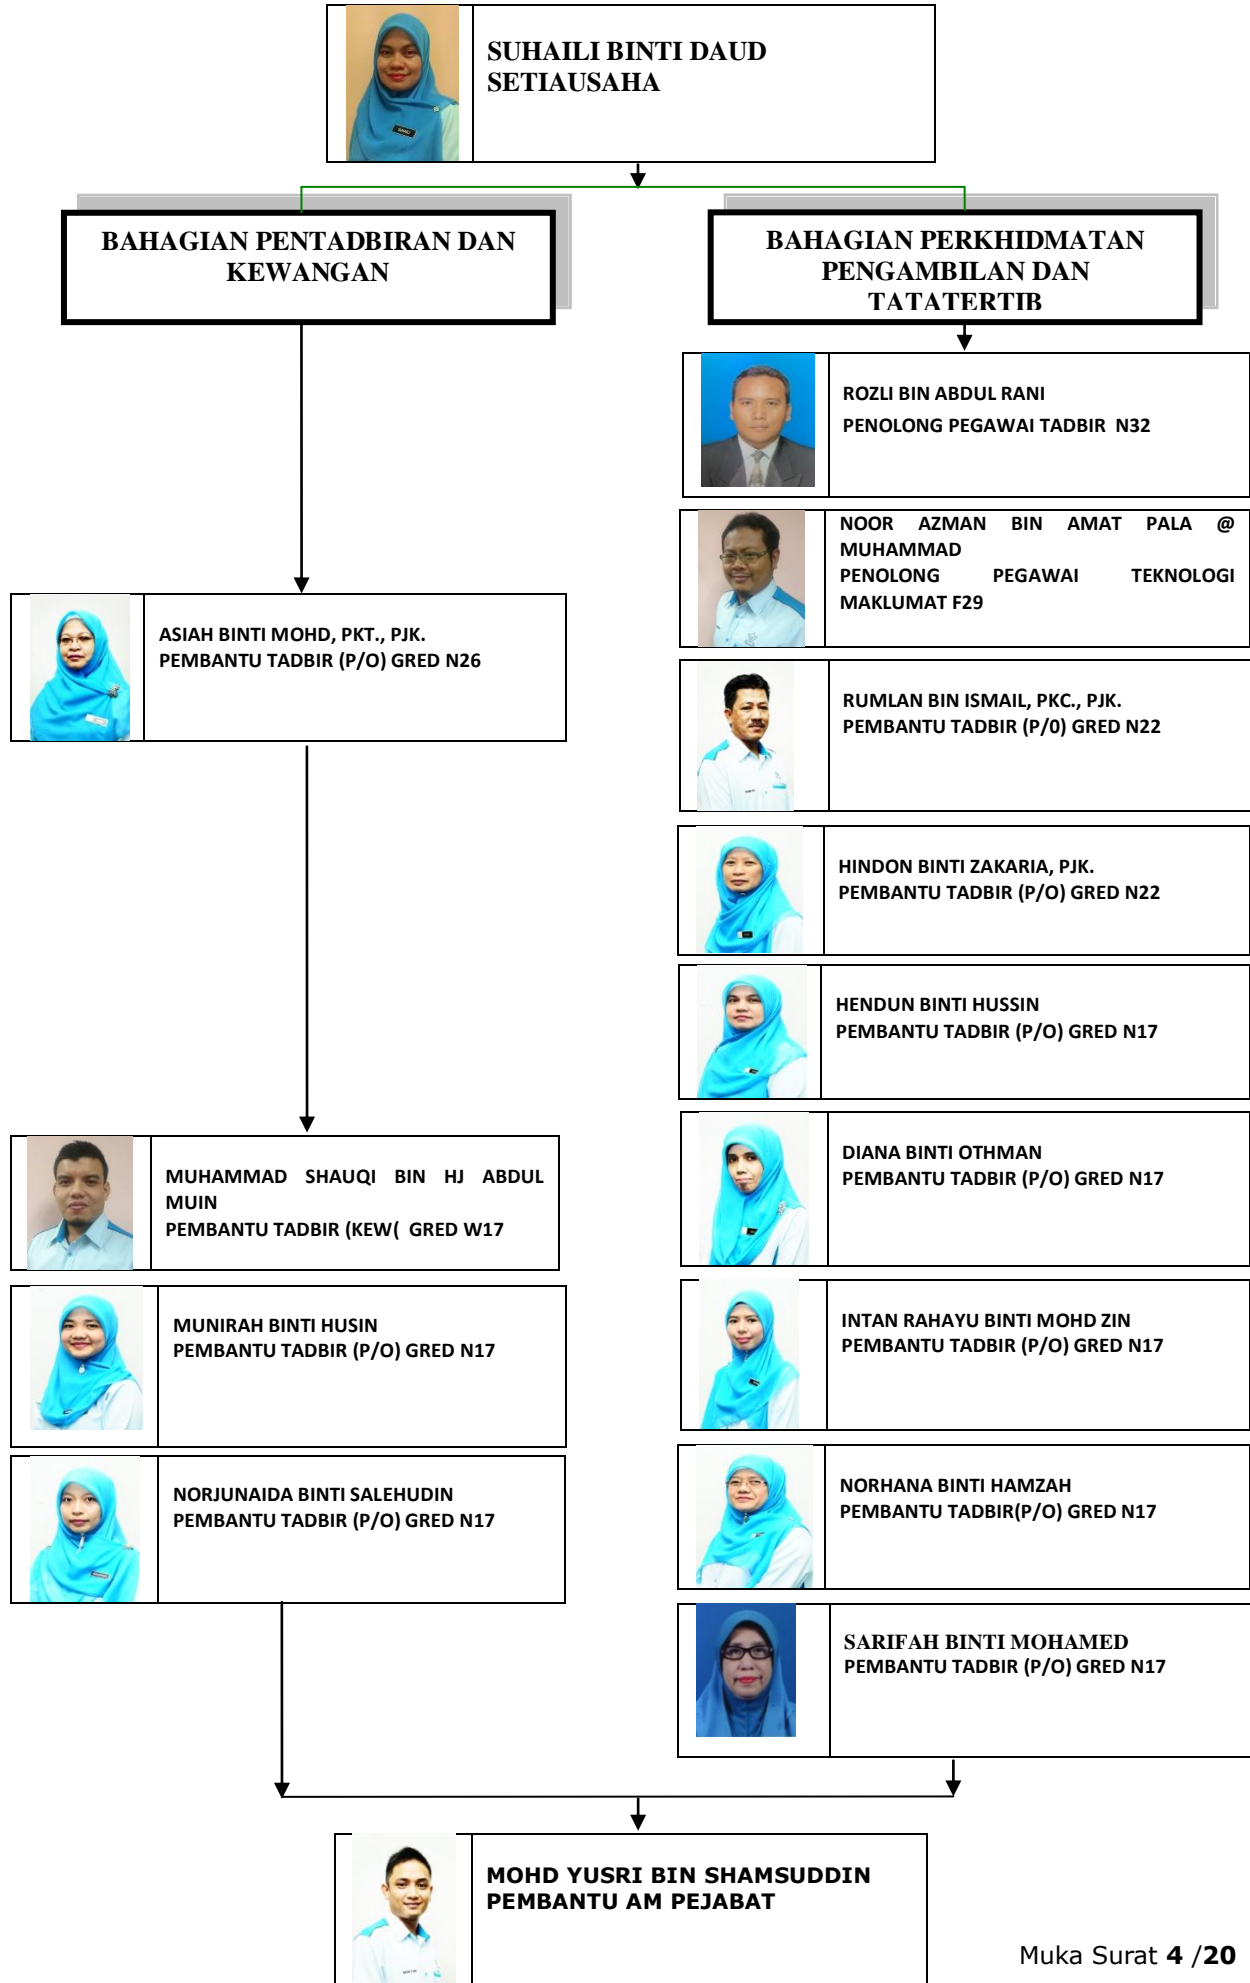 SUHAILI BINTI DAUD
SETIAUSAHA
BAHAGIAN PENTADBIRAN DAN
KEWANGAN
BAHAGIAN PERKHIDMATAN
PENGAMBILAN DAN
TATATERTIB
ROZLI BIN ABDUL RANI
PENOLONG PEGAWAI TADBIR N32
NOOR AZMAN BIN AMAT PALA @
MUHAMMAD
PENOLONG PEGAWAI TEKNOLOGI
MAKLUMAT F29
ASIAH BINTI MOHD, PKT., PJK.
PEMBANTU TADBIR (P/O) GRED N26
RUMLAN BIN ISMAIL, PKC., PJK.
PEMBANTU TADBIR (P/0) GRED N22
HINDON BINTI ZAKARIA, PJK.
PEMBANTU TADBIR (P/O) GRED N22
HENDUN BINTI HUSSIN
PEMBANTU TADBIR (P/O) GRED N17
DIANA BINTI OTHMAN
PEMBANTU TADBIR (P/O) GRED N17
MUHAMMAD SHAUQI BIN HJ ABDUL
MUIN
PEMBANTU TADBIR (KEW( GRED W17
MUNIRAH BINTI HUSIN
PEMBANTU TADBIR (P/O) GRED N17
INTAN RAHAYU BINTI MOHD ZIN
PEMBANTU TADBIR (P/O) GRED N17
NORJUNAIDA BINTI SALEHUDIN
PEMBANTU TADBIR (P/O) GRED N17
NORHANA BINTI HAMZAH
PEMBANTU TADBIR(P/O) GRED N17
SARIFAH BINTI MOHAMED
PEMBANTU TADBIR (P/O) GRED N17
MOHD YUSRI BIN SHAMSUDDIN
PEMBANTU AM PEJABAT
Muka Surat 4 /20